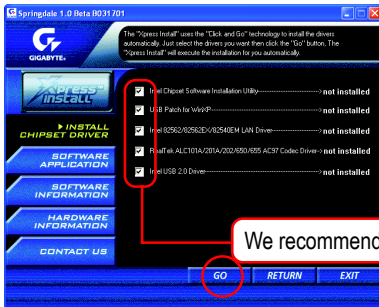 Springdale 1.0 Beta B031701
GIGABYTE™
The "Xpress Install" uses the "Click and Go" technology to install the drivers
automatically. Just select the drivers you want then click the "Go" button. The
"Xpress Install" will execute the installation for you automatically.
Xpress
INSTALL
INSTALL
CHIPSET DRIVER
SOFTWARE
APPLICATION
SOFTWARE
INFORMATION
HARDWARE
INFORMATION
CONTACT US
Intel Chipset Software Installation Utility-->not installed
USB Patch for WinXP-->not installed
Intel 82562/82562EX/82540EM LAN Driver-->not installed
RealTek ALC101A/201A/202/650/655 AC97 Codec Driver-->not installed
Intel USB 2.0 Driver-->not installed
We recommend
GO
RETURN
EXIT